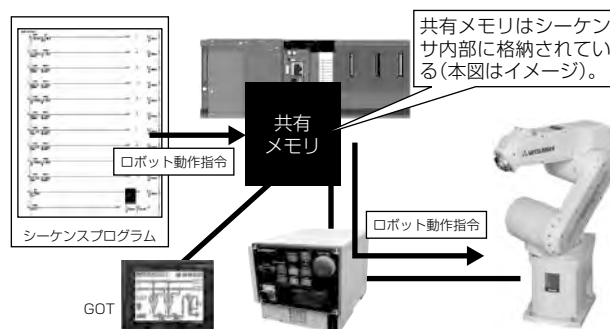 共有メモリはシーケン
サ内部に格納されてい
る(本図はイメージ)。
共有
メモリ
ロボット動作指令
シーケンスプログラム
ロボット動作指令
GOT
MITSUBISHI